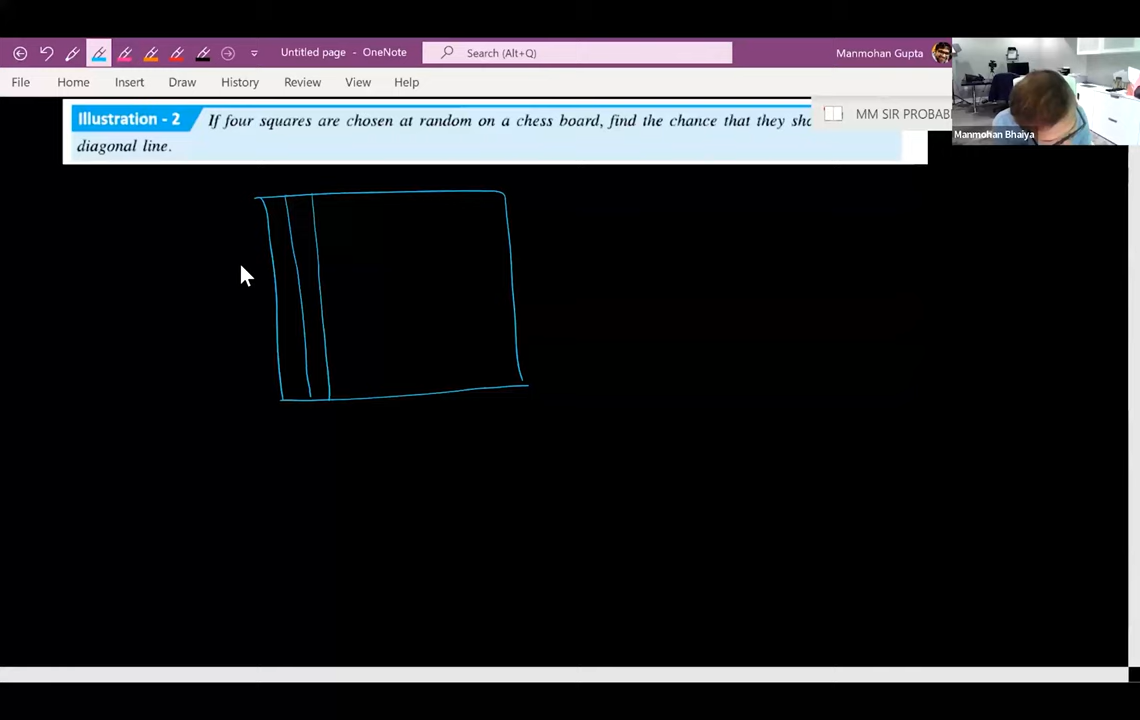 Untitled page - OneNote
Search (Alt+Q)
Manmohan Gupta
File Home Insert Draw History Review View Help
MM SIR PROBAB
Manmohan Bhaiya
Illustration - 2 If four squares are chosen at random on a chess board, find the chance that they
diagonal line.